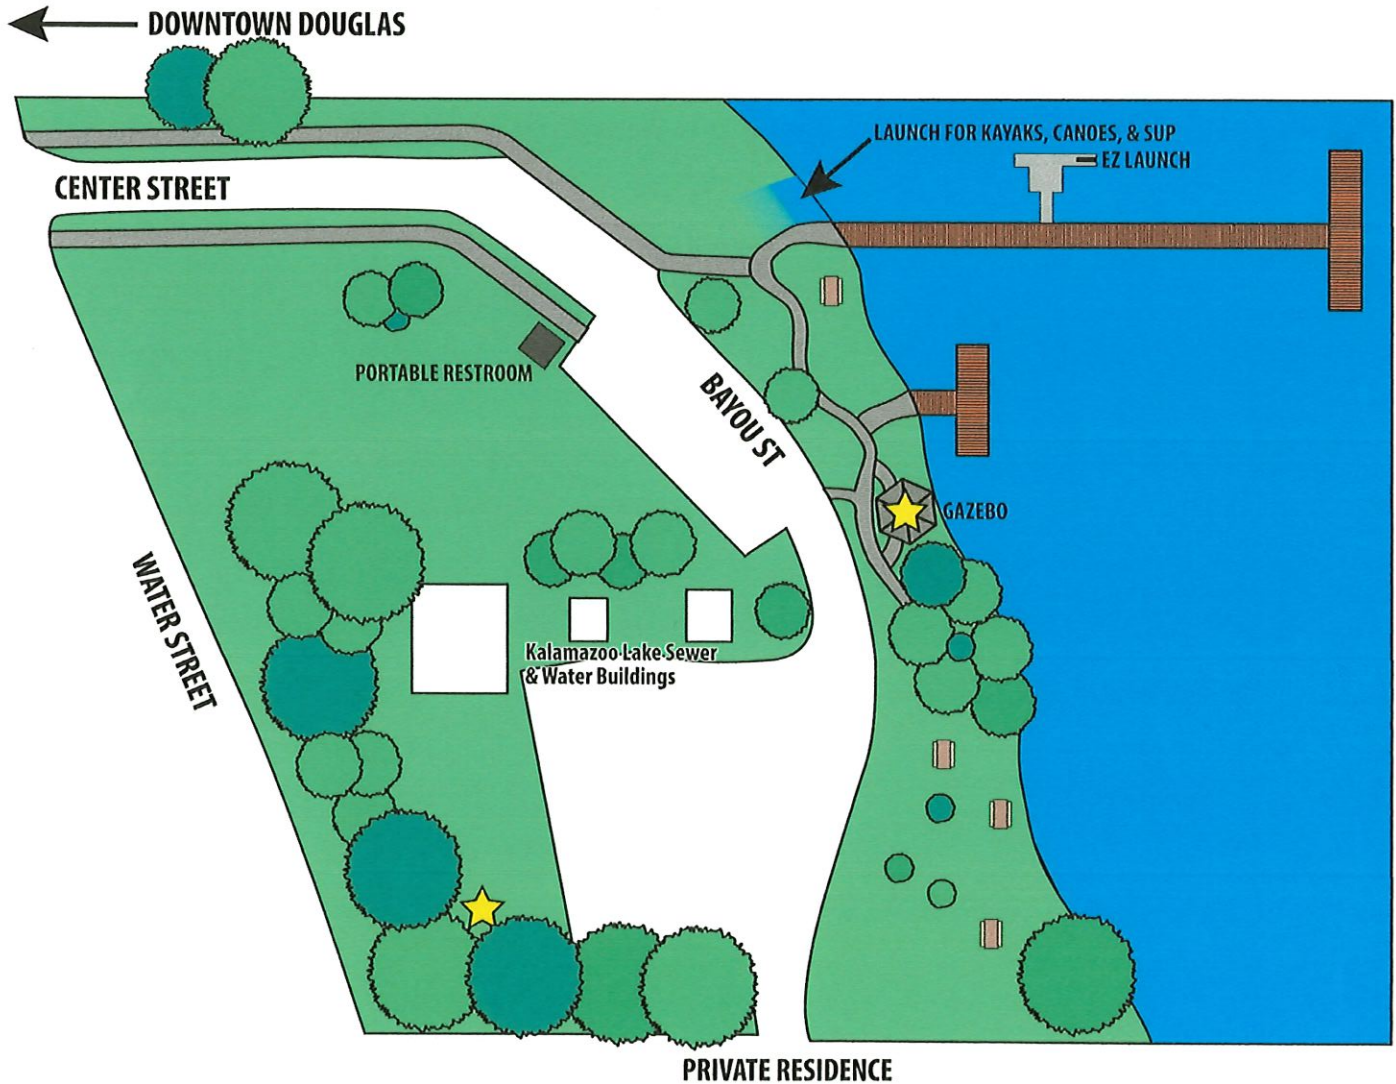 DOWNTOWN DOUGLAS
LAUNCH FOR KAYAKS, CANOES, & SUP
EZ LAUNCH
CENTER STREET
PORTABLE RESTROOM
BAYOU ST
GAZEBO
WATER STREET
Kalamazoo Lake Sewer
& Water Buildings
PRIVATE RESIDENCE